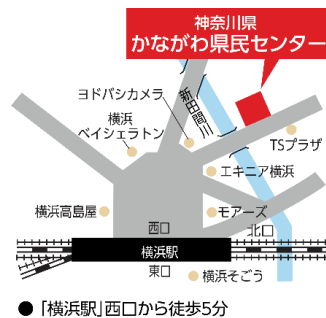 神奈川県
かながわ県民センター
ヨドバシカメラ
新田間川
横浜
ベイシェラトン
TSプラザ
エキニア横浜
横浜高島屋
モアーズ
西口
北口
横浜駅
東口
横浜そごう
●「横浜駅」西口から徒歩5分